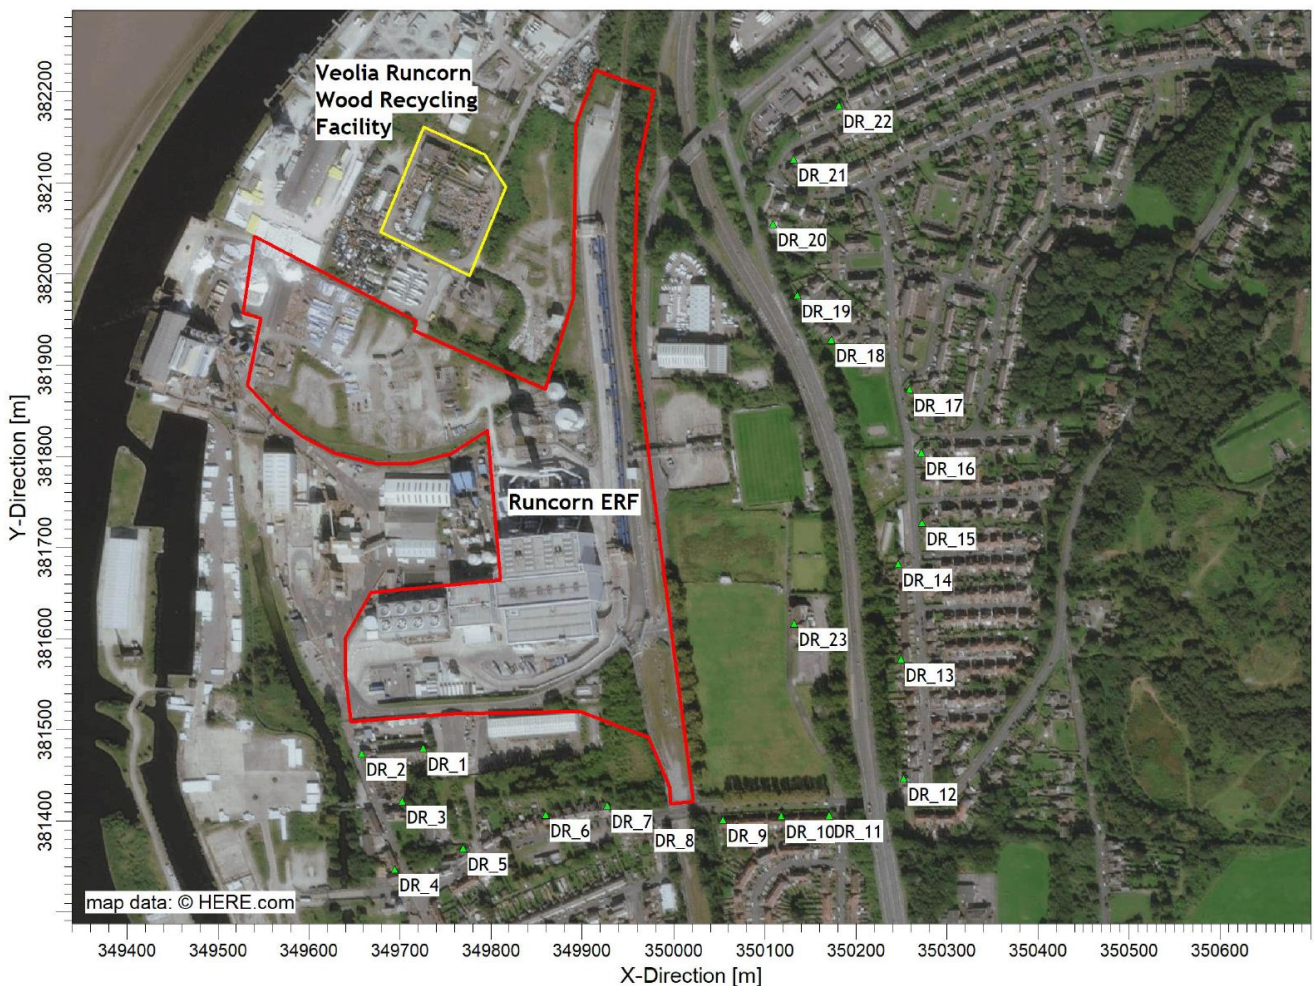 Veolia Runcorn
Wood Recycling
Facility
Runcorn ERF
DR_22
DR_21
DR_20
DR_19
DR_18
DR_17
DR_16
DR_15
DR_14
DR_23
DR_13
DR_12
DR_1
DR_2
DR_3
DR_4
DR_5
DR_6
DR_7
DR_8
DR_9
DR_10
DR_11
map data: © HERE.com
Y-Direction [m]
382200
382100
382000
381900
381800
381700
381600
381500
381400
349400 349500 349600 349700 349800 349900 350000 350100 350200 350300 350400 350500 350600
X-Direction [m]